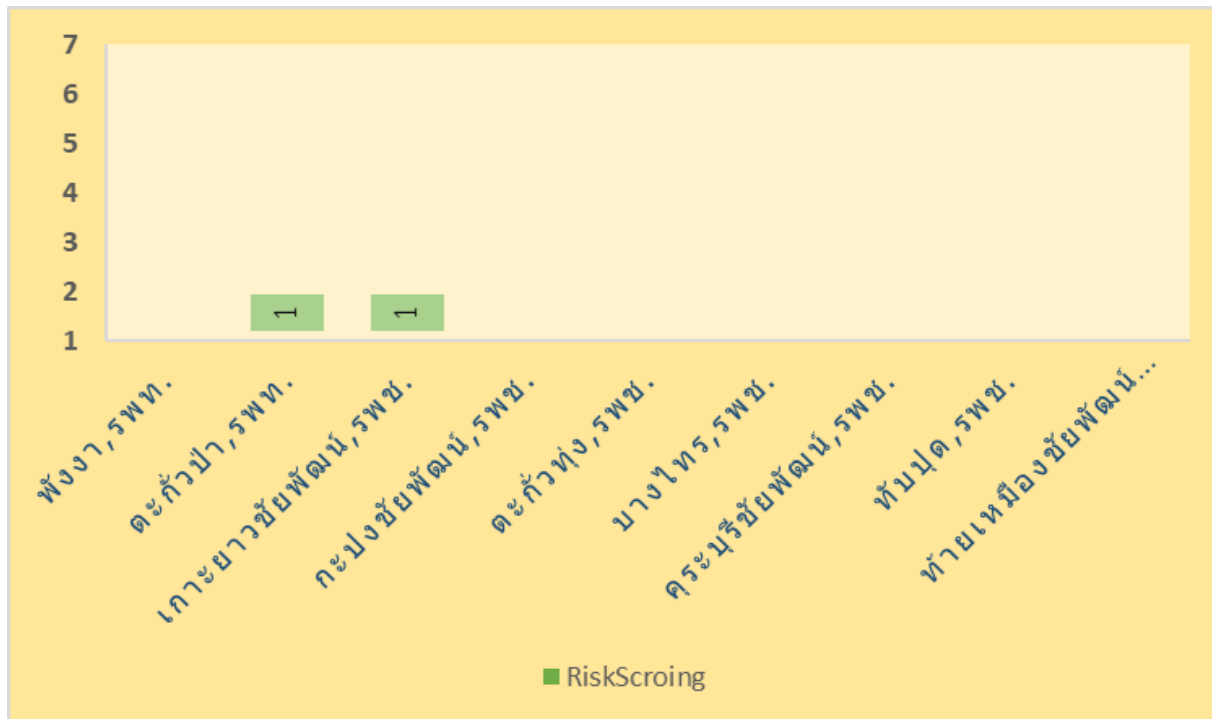 7
6
5
4
3
2
1
1
1
พังงา,รพท.
ตะกั่วป่า,รพท.
เกาะยาวชัยพัฒน์,รพช.
กะปงชัยพัฒน์,รพช.
ตะกั่วทุ่ง,รพช.
บางไทร,รพช.
คุระบุรีชัยพัฒน์,รพช.
ทับปุด,รพช.
ท้ายเหมืองชัยพัฒน์...
RiskScroing